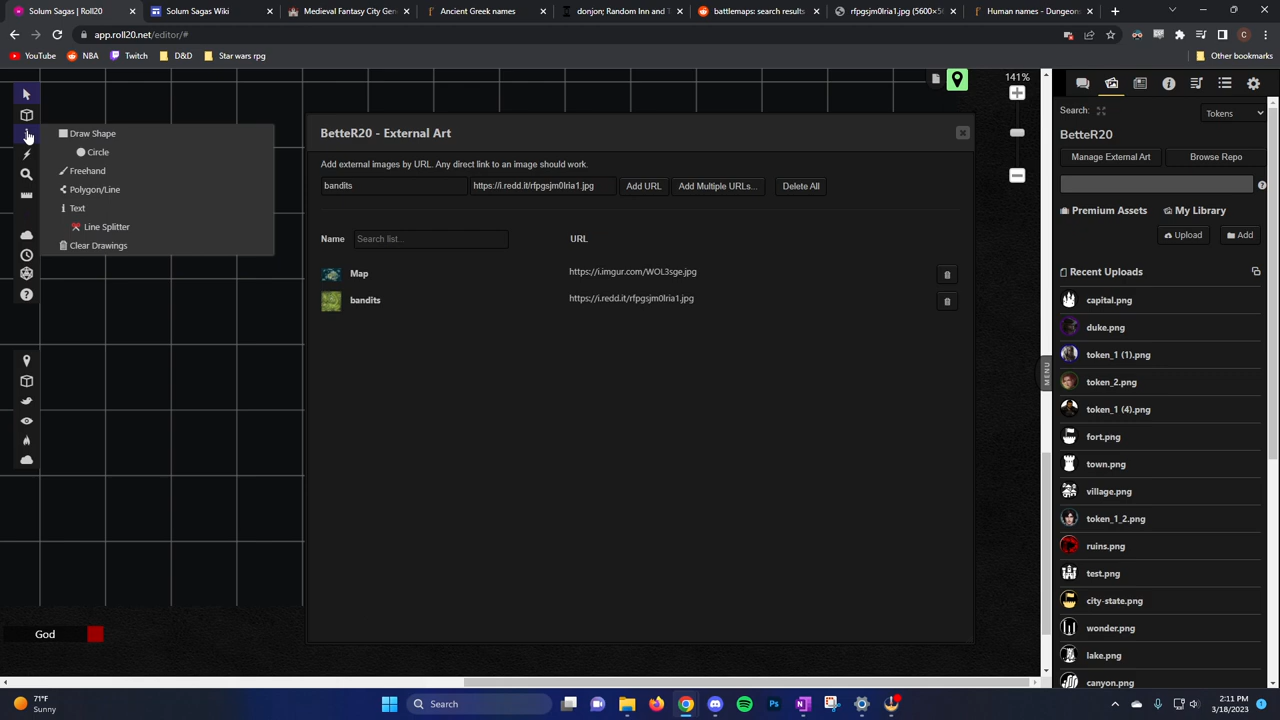 Solum Sagas | Roll20
Solum Sagas Wiki
Medieval Fantasy City Gen
Ancient Greek names
donjon; Random Inn and T
battlemaps: search results
rfpgsjm0lria1.jpg (5600×5
Human names - Dungeons
app.roll20.net/editor/#
YouTube
NBA
Twitch
D&D
Star wars rpg
Other bookmarks
141%
Draw Shape
Circle
Freehand
Polygon/Line
Text
Line Splitter
Clear Drawings
BetteR20 - External Art
Add external images by URL. Any direct link to an image should work.
bandits
https://i.redd.it/rfpgsjm0lria1.jpg
Add URL
Add Multiple URLs...
Delete All
Name
Search list...
URL
Map
https://i.imgur.com/WOL3sge.jpg
bandits
https://i.redd.it/rfpgsjm0lria1.jpg
MENU
Search:
Tokens
BetteR20
Manage External Art
Browse Repo
Premium Assets
My Library
Upload
Add
Recent Uploads
capital.png
duke.png
token_1 (1).png
token_2.png
token_1 (4).png
fort.png
town.png
village.png
token_1_2.png
ruins.png
test.png
city-state.png
wonder.png
lake.png
canyon.png
God
71°F
Sunny
Search
2:11 PM
3/18/2023